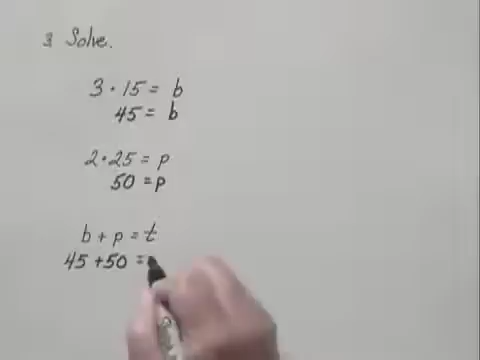 3. Solve.
3 · 15 = b
45 = b
2 · 25 = p
50 = p
b + p = t
45 + 50 =